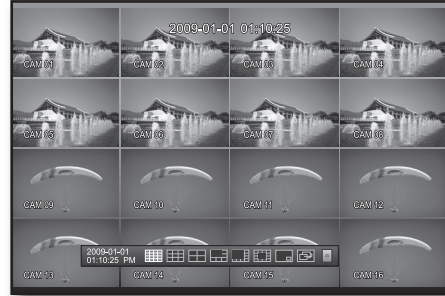 2009-01-01 01:10:25
CAM 01 CAM 02 CAM 03 CAM 04
CAM 05 CAM 06 CAM 07 CAM 08
CAM 09 CAM 10 CAM 11 CAM 12
2009-01-01
01:10:25 PM
CAM 13 CAM 14 CAM 15 CAM 16